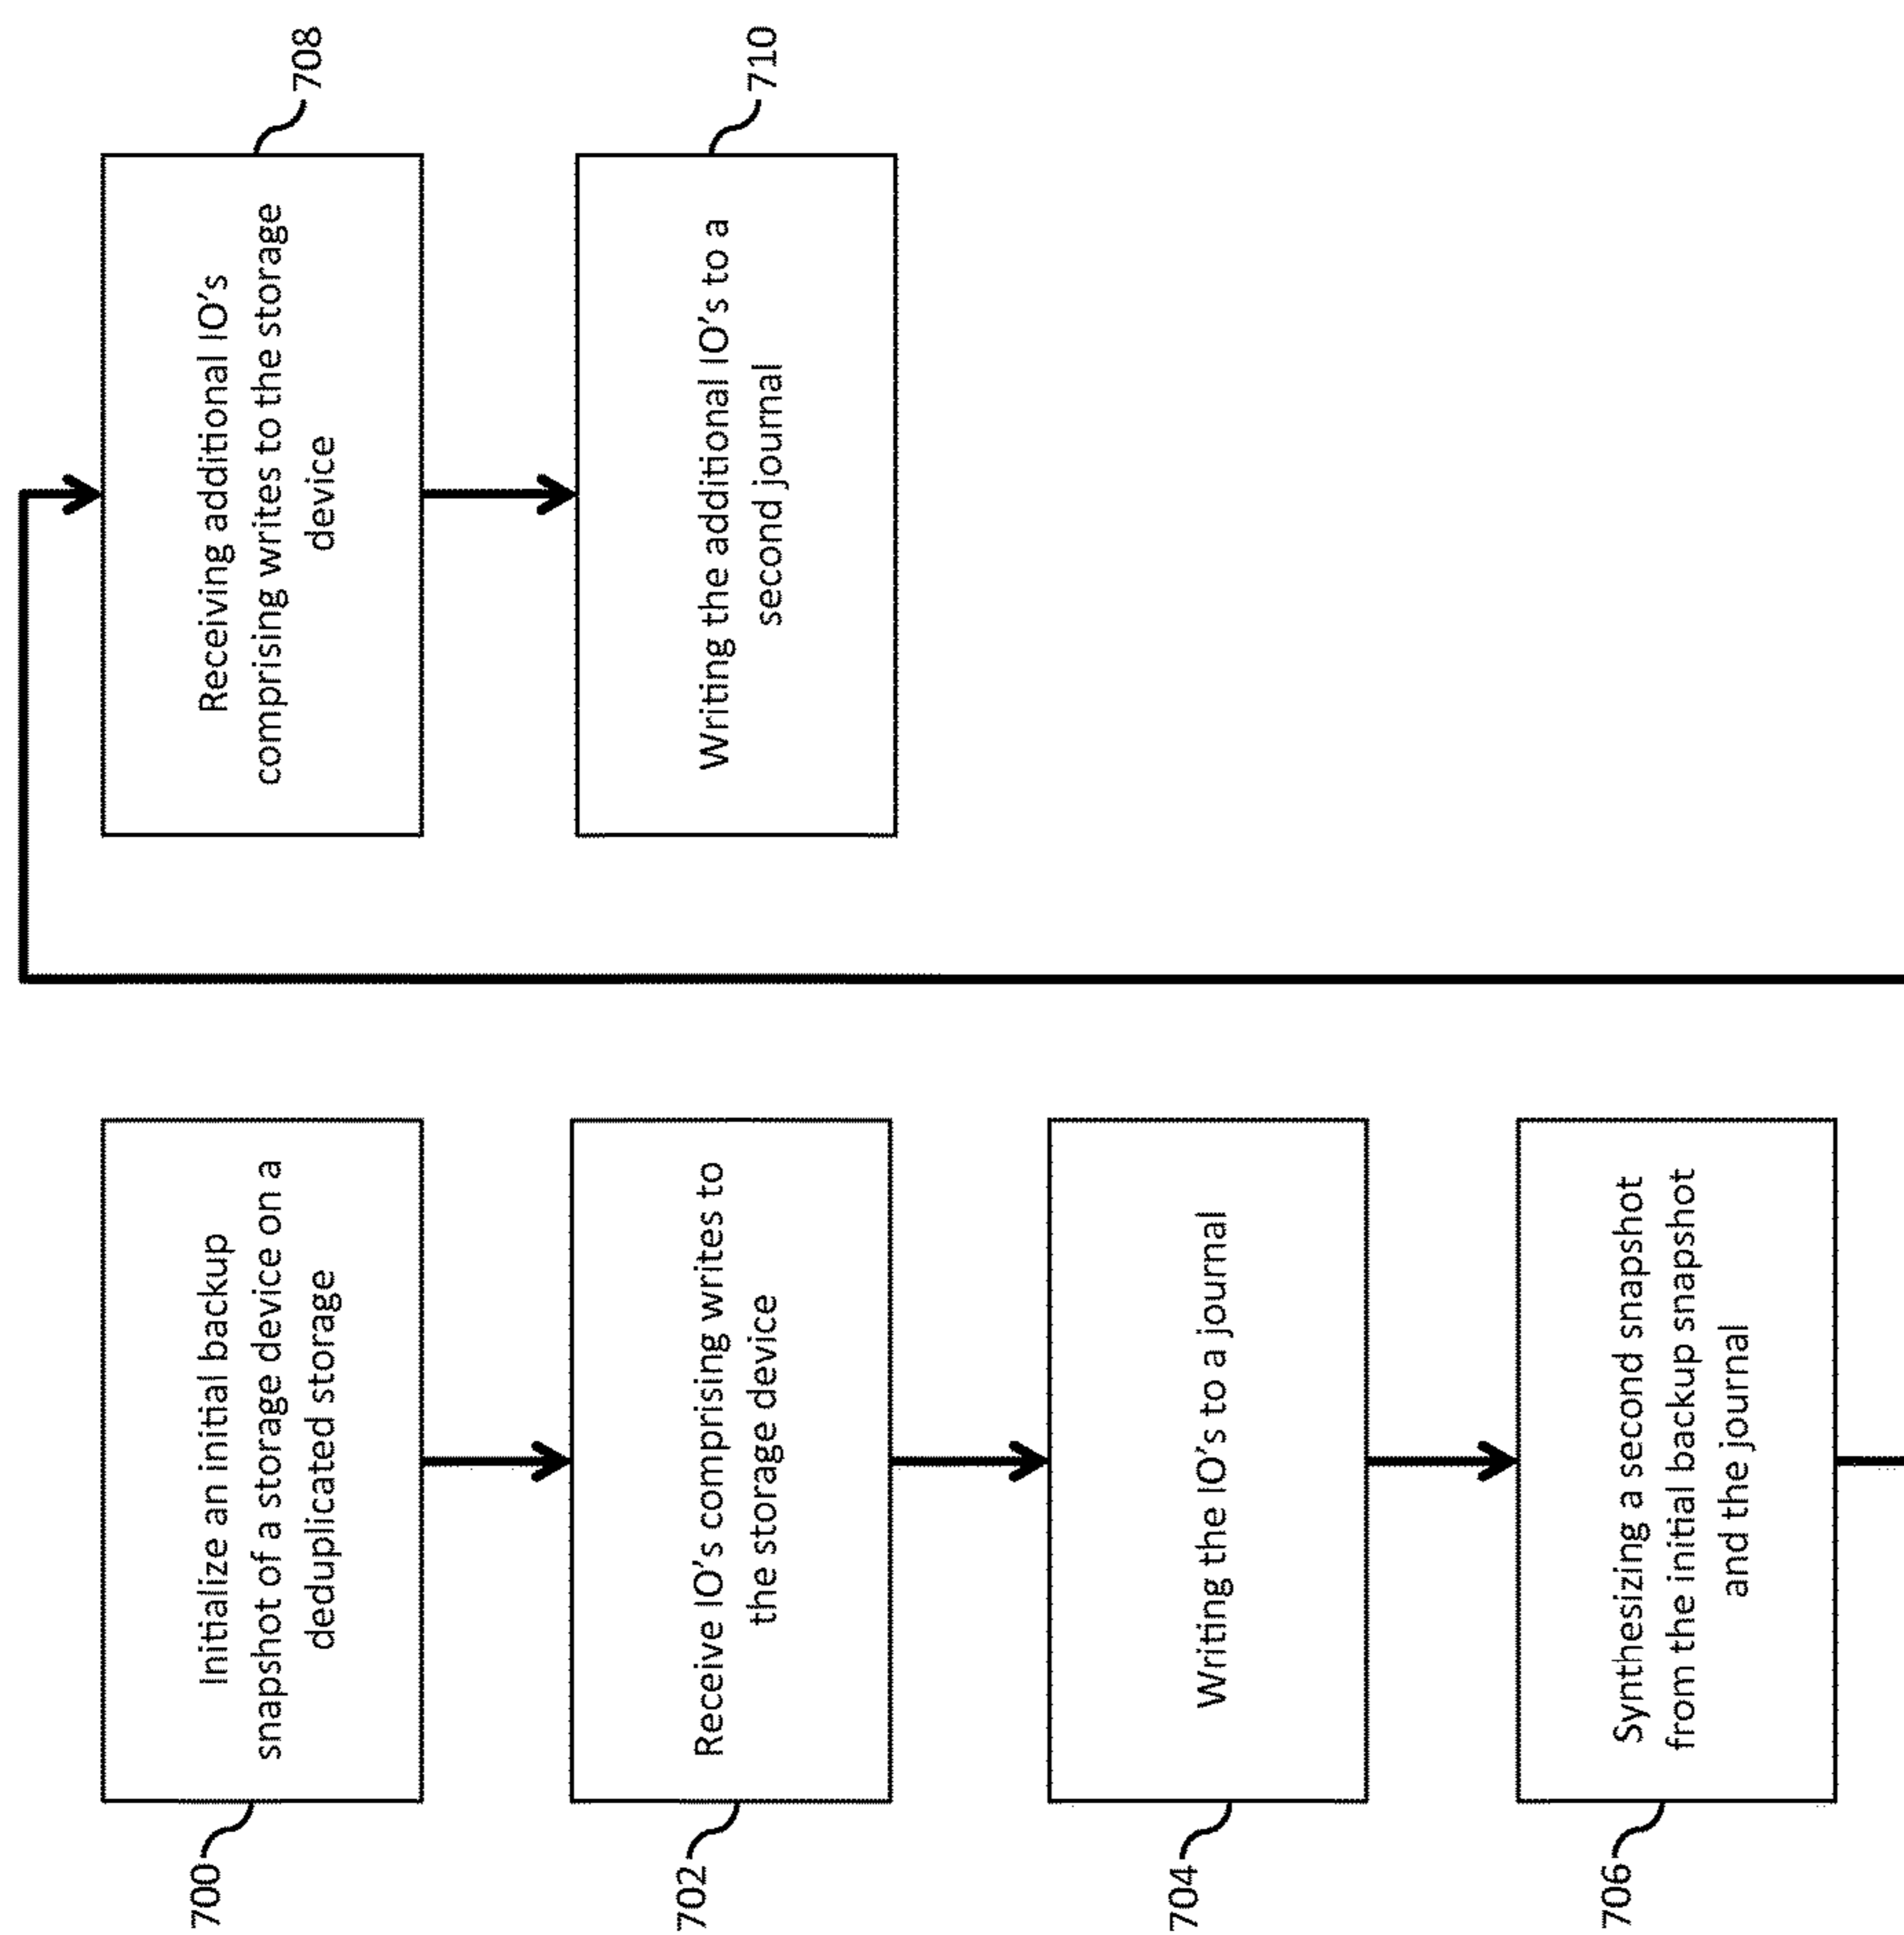 700
Initialize an initial backup
snapshot of a storage device on a
deduplicated storage
702
Receive IO's comprising writes to
the storage device
704
Writing the IO's to a journal
706
Synthesizing a second snapshot
from the initial backup snapshot
and the journal
Receiving additional IO's
comprising writes to the storage
device
708
Writing the additional IO's to a
second journal
710